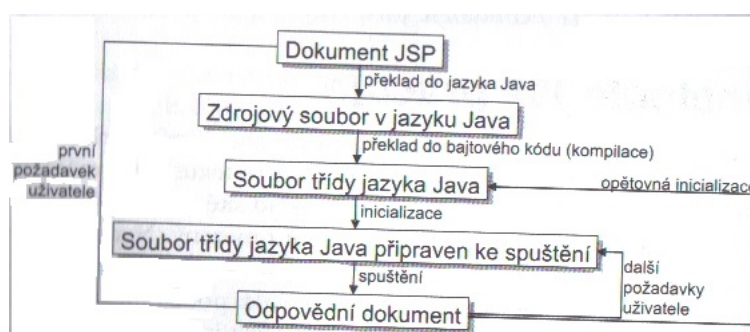 Dokument JSP
překlad do jazyka Java
Zdrojový soubor v jazyku Java
překlad do bajtového kódu (kompilace)
první
požadavek
uživatele
Soubor třídy jazyka Java
opětovná inicializace
inicializace
Soubor třídy jazyka Java připraven ke spuštění
spuštění
další
požadavky
uživatele
Odpovědní dokument